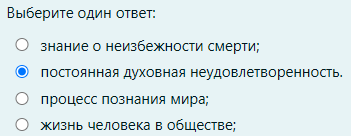 Выберите один ответ:
знание о неизбежности смерти;
постоянная духовная неудовлетворенность.
процесс познания мира;
жизнь человека в обществе;